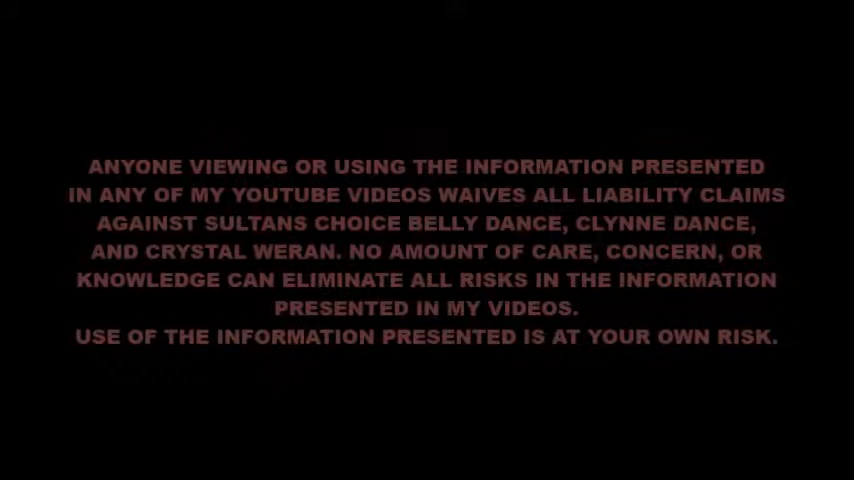 ANYONE VIEWING OR USING THE INFORMATION PRESENTED
IN ANY OF MY YOUTUBE VIDEOS WAIVES ALL LIABILITY CLAIMS
AGAINST SULTANS CHOICE BELLY DANCE, CLYNNE DANCE,
AND CRYSTAL WERAN. NO AMOUNT OF CARE, CONCERN, OR
KNOWLEDGE CAN ELIMINATE ALL RISKS IN THE INFORMATION
PRESENTED IN MY VIDEOS.
USE OF THE INFORMATION PRESENTED IS AT YOUR OWN RISK.